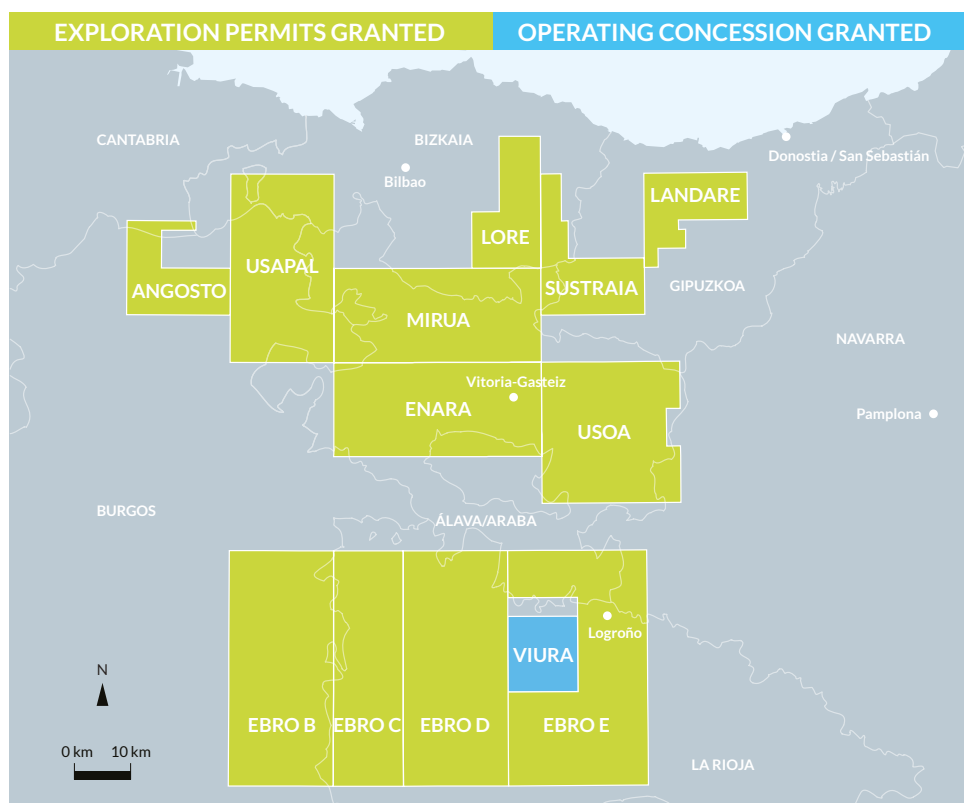 EXPLORATION PERMITS GRANTED
OPERATING CONCESSION GRANTED
CANTABRIA
BIZKAIA
Bilbao
Donostia / San Sebastián
LANDARE
LORE
USAPAL
ANGOSTO
SUSTRAIA
GIPUZKOA
MIRUA
NAVARRA
Vitoria-Gasteiz
ENARA
Pamplona
USOA
BURGOS
ÁLAVA/ARABA
Logroño
VIURA
N
EBRO B
EBRO C
EBRO D
EBRO E
0 km 10 km
LA RIOJA